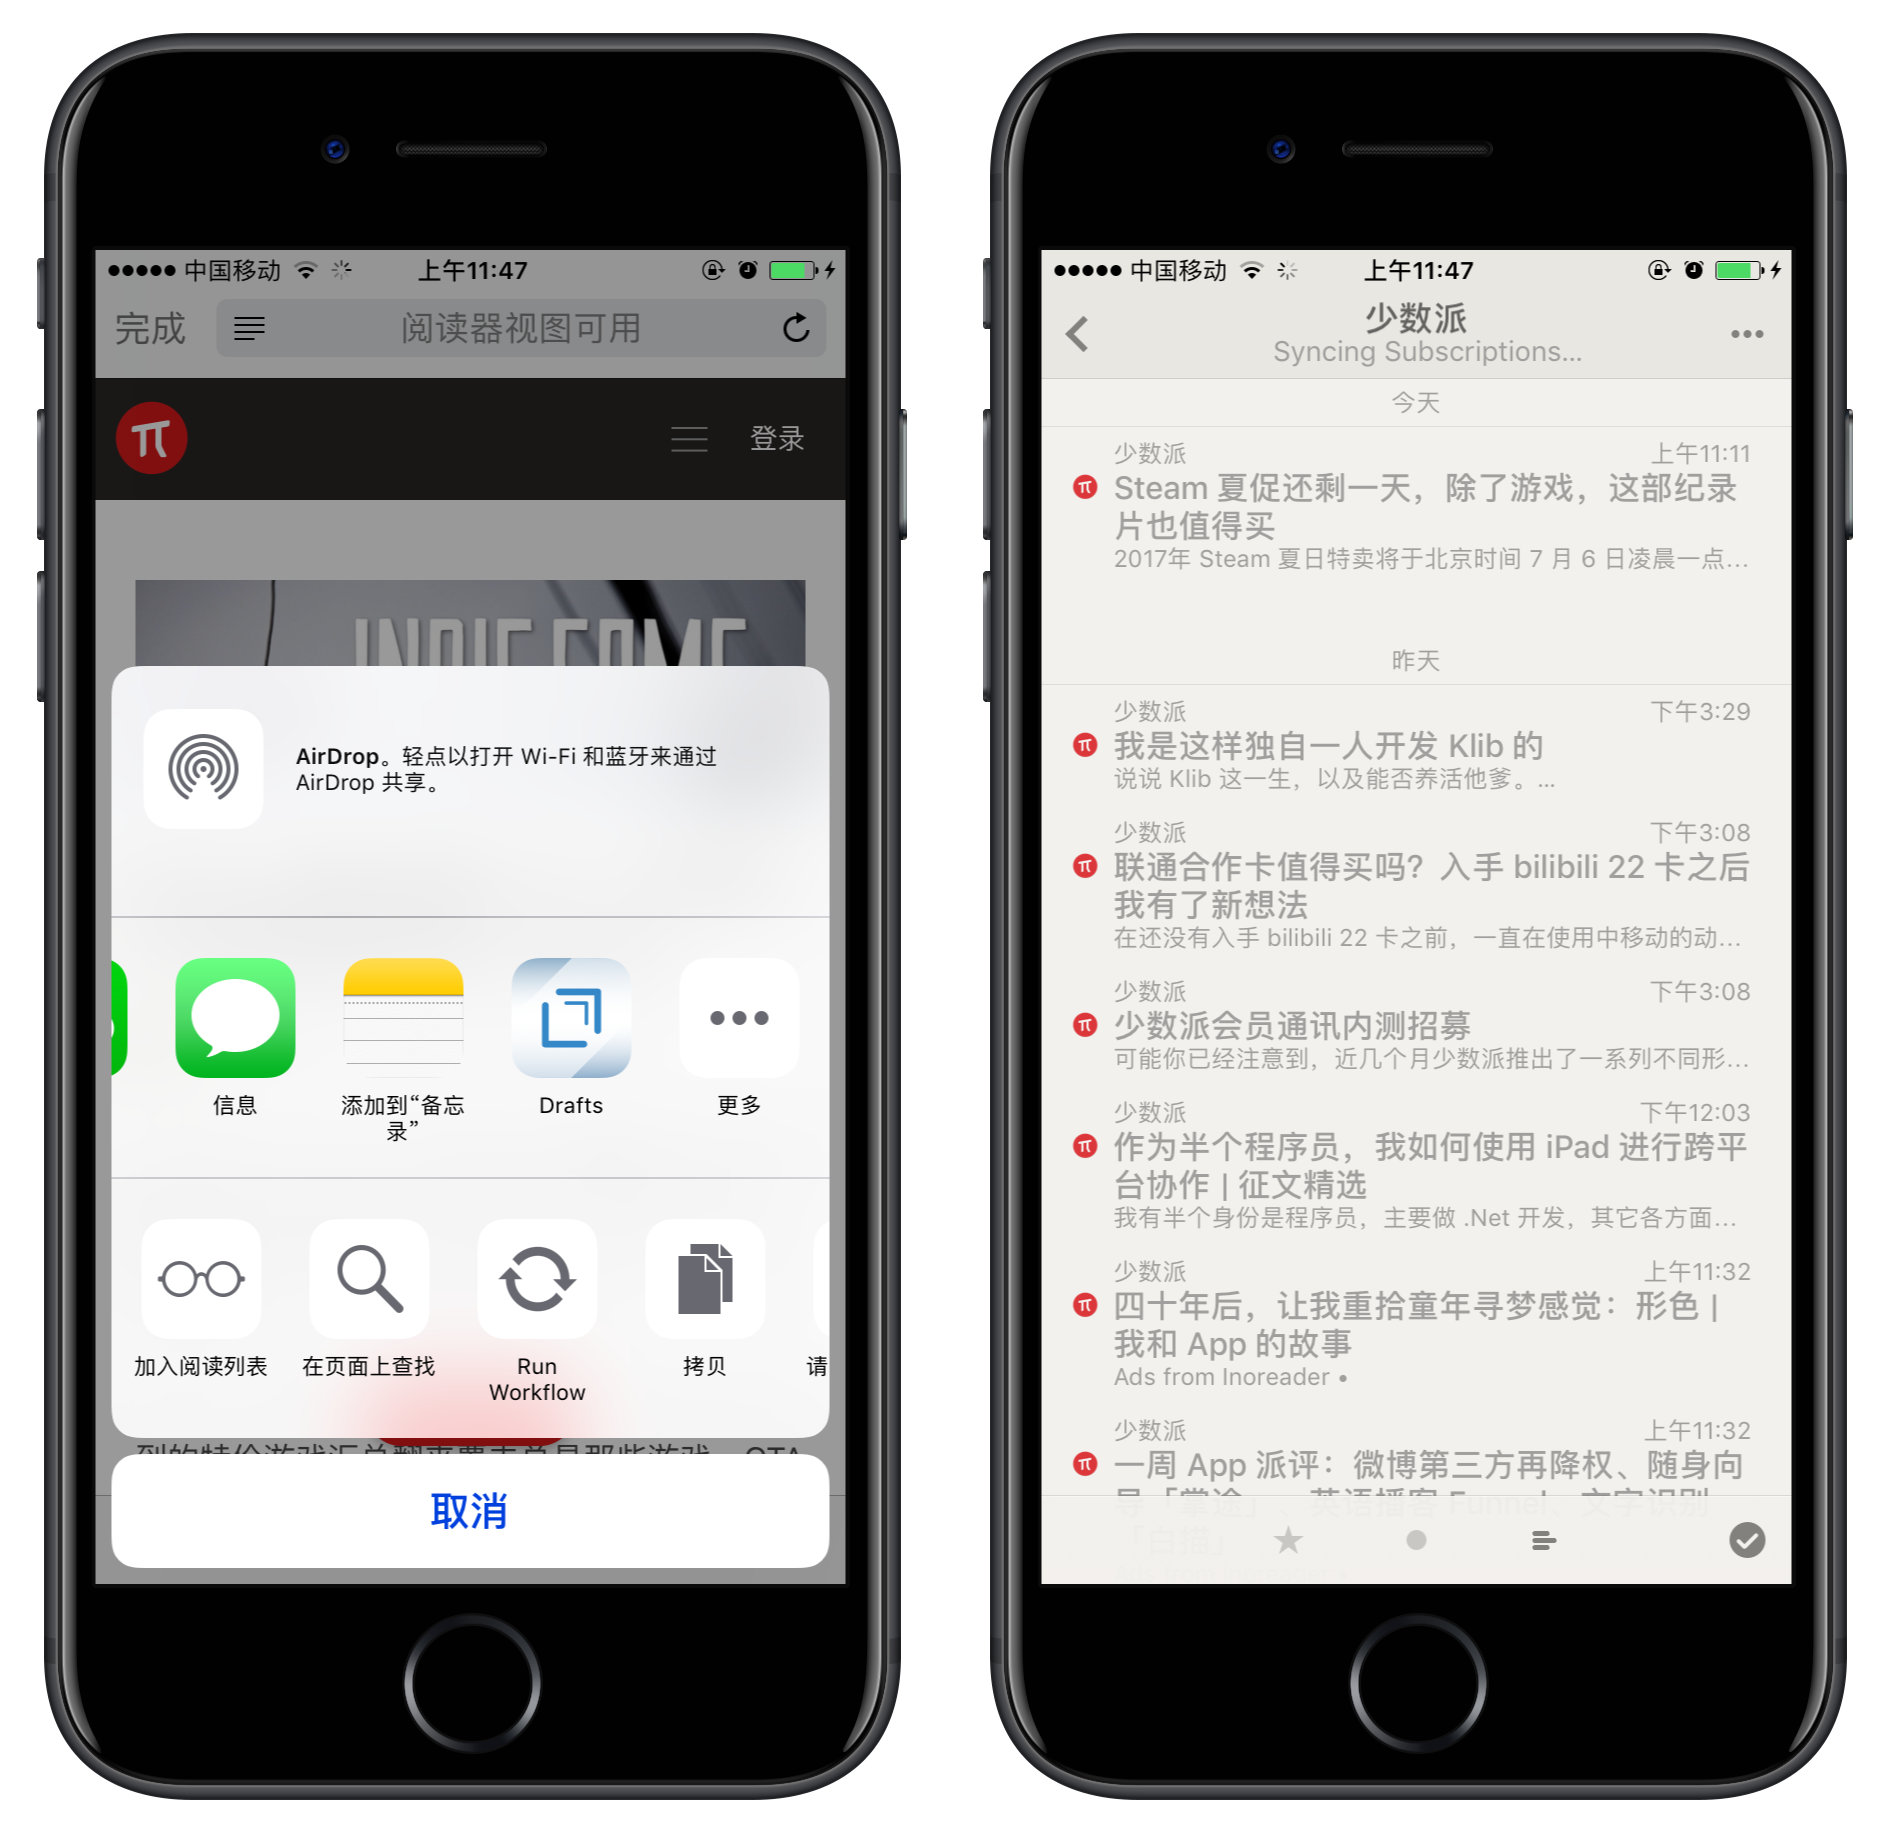 中国移动
上午11:47
完成
阅读器视图可用
登录
INDIE GAME
AirDrop。轻点以打开 Wi-Fi 和蓝牙来通过
AirDrop 共享。
信息
添加到“备忘
录”
Drafts
更多
加入阅读列表
在页面上查找
Run
Workflow
拷贝
请
取消
中国移动
上午11:47
少数派
Syncing Subscriptions...
今天
少数派
上午11:11
Steam 夏促还剩一天，除了游戏，这部纪录
片也值得买
2017年 Steam 夏日特卖将于北京时间 7 月 6 日凌晨一点...
昨天
少数派
下午3:29
我是这样独自一人开发 Klib 的
说说 Klib 这一生，以及能否养活他爹。...
少数派
下午3:08
联通合作卡值得买吗？入手 bilibili 22 卡之后
我有了新想法
在还没有入手 bilibili 22 卡之前，一直在使用中移动的动...
少数派
下午3:08
少数派会员通讯内测招募
可能你已经注意到，近几个月少数派推出了一系列不同形...
少数派
下午12:03
作为半个程序员，我如何使用 iPad 进行跨平
台协作 | 征文精选
我有半个身份是程序员，主要做 .Net 开发，其它各方面...
少数派
上午11:32
四十年后，让我重拾童年寻梦感觉：形色 |
我和 App 的故事
Ads from Inoreader •
少数派
上午11:32
一周 App 派评：微博第三方再降权、随身向
导「掌途」、英语播客 Funnel、文字识别
「白描」